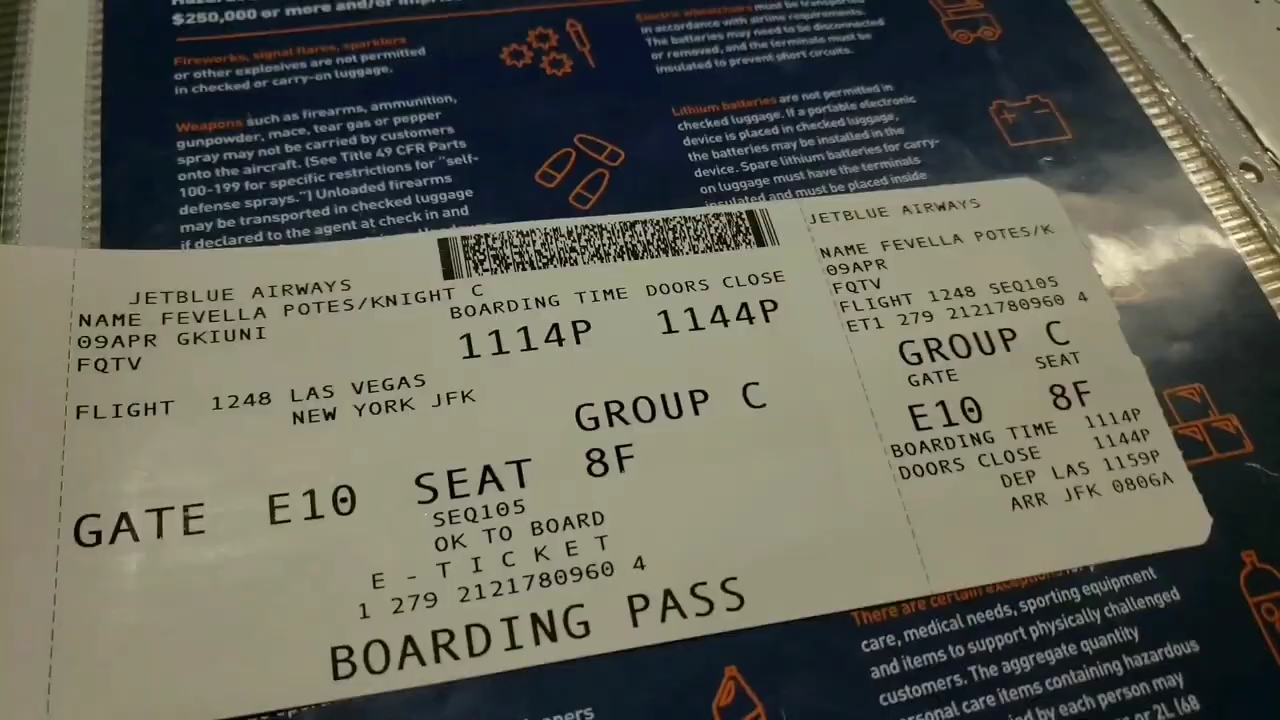 $250,000 or more and/or
Fireworks, signal flares, sparklers
or other explosives are not permitted
in checked or carry-on luggage.
Weapons such as firearms, ammunition,
gunpowder, mace, tear gas or pepper
spray may not be carried by customers
onto the aircraft. (See Title 49 CFR Parts
100-199 for specific restrictions for "self-
defense sprays."] Unloaded firearms
may be transported in checked luggage
if declared to the agent at check in and
Electric wheelchairs must be transported
in accordance with airline requirements.
The batteries may need to be disconnected
or removed, and the terminals must be
insulated to prevent short circuits.
Lithium batteries are not permitted in
checked luggage. If a portable electronic
device is placed in checked luggage,
the batteries may be installed in the
device. Spare lithium batteries for carry-
on luggage must have the terminals
insulated and must be placed inside
JETBLUE AIRWAYS
NAME FEVELLA POTES/KNIGHT C
09APR GKIUNI
FQTV
BOARDING TIME DOORS CLOSE
1114P 1144P
FLIGHT 1248 LAS VEGAS
NEW YORK JFK
GROUP C
GATE E10 SEAT 8F
SEQ105
OK TO BOARD
E - T I C K E T
1 279 2121780960 4
BOARDING PASS
JETBLUE AIRWAYS
NAME FEVELLA POTES/K
09APR
FQTV
FLIGHT 1248 SEQ105
ET1 279 2121780960 4
GROUP C
GATE SEAT
E10 8F
BOARDING TIME 1114P
DOORS CLOSE 1144P
DEP LAS 1159P
ARR JFK 0806A
There are certain exceptions
care, medical needs, sporting equipment
and items to support physically challenged
customers. The aggregate quantity
care items containing hazardous
by each person may
or 2L (68